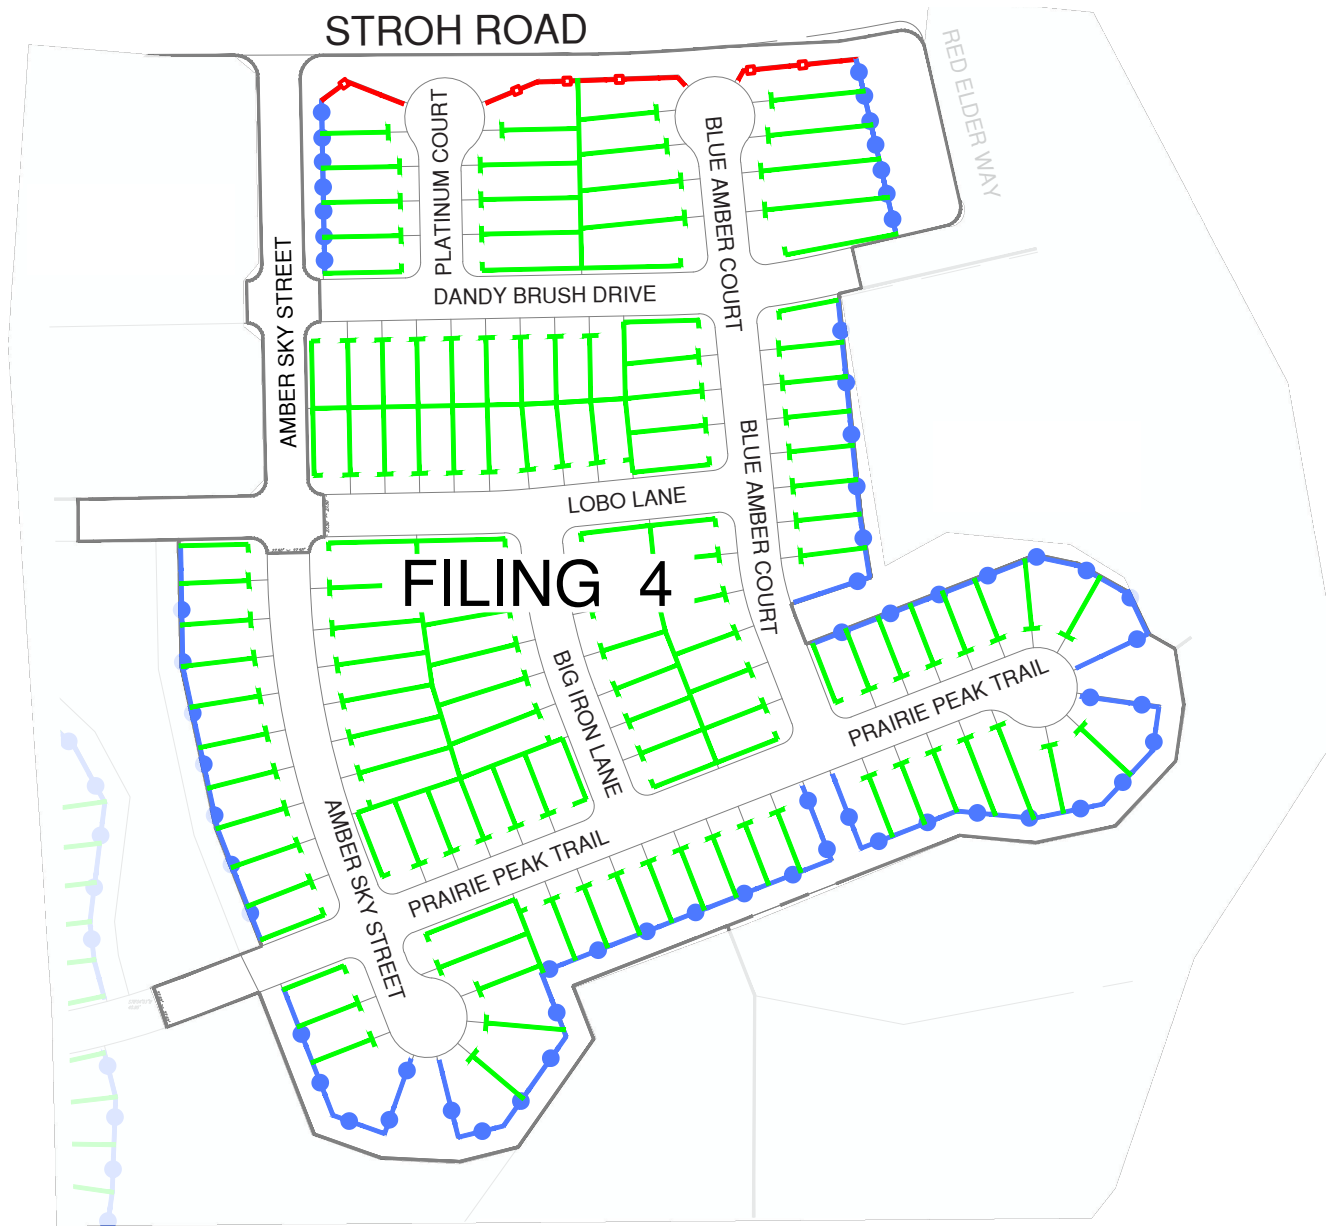 STROH ROAD
RED ELDER WAY
PLATINUM COURT
BLUE AMBER COURT
AMBER SKY STREET
DANDY BRUSH DRIVE
BLUE AMBER COURT
LOBO LANE
FILING 4
BIG IRON LANE
PRAIRIE PEAK TRAIL
AMBER SKY STREET
PRAIRIE PEAK TRAIL